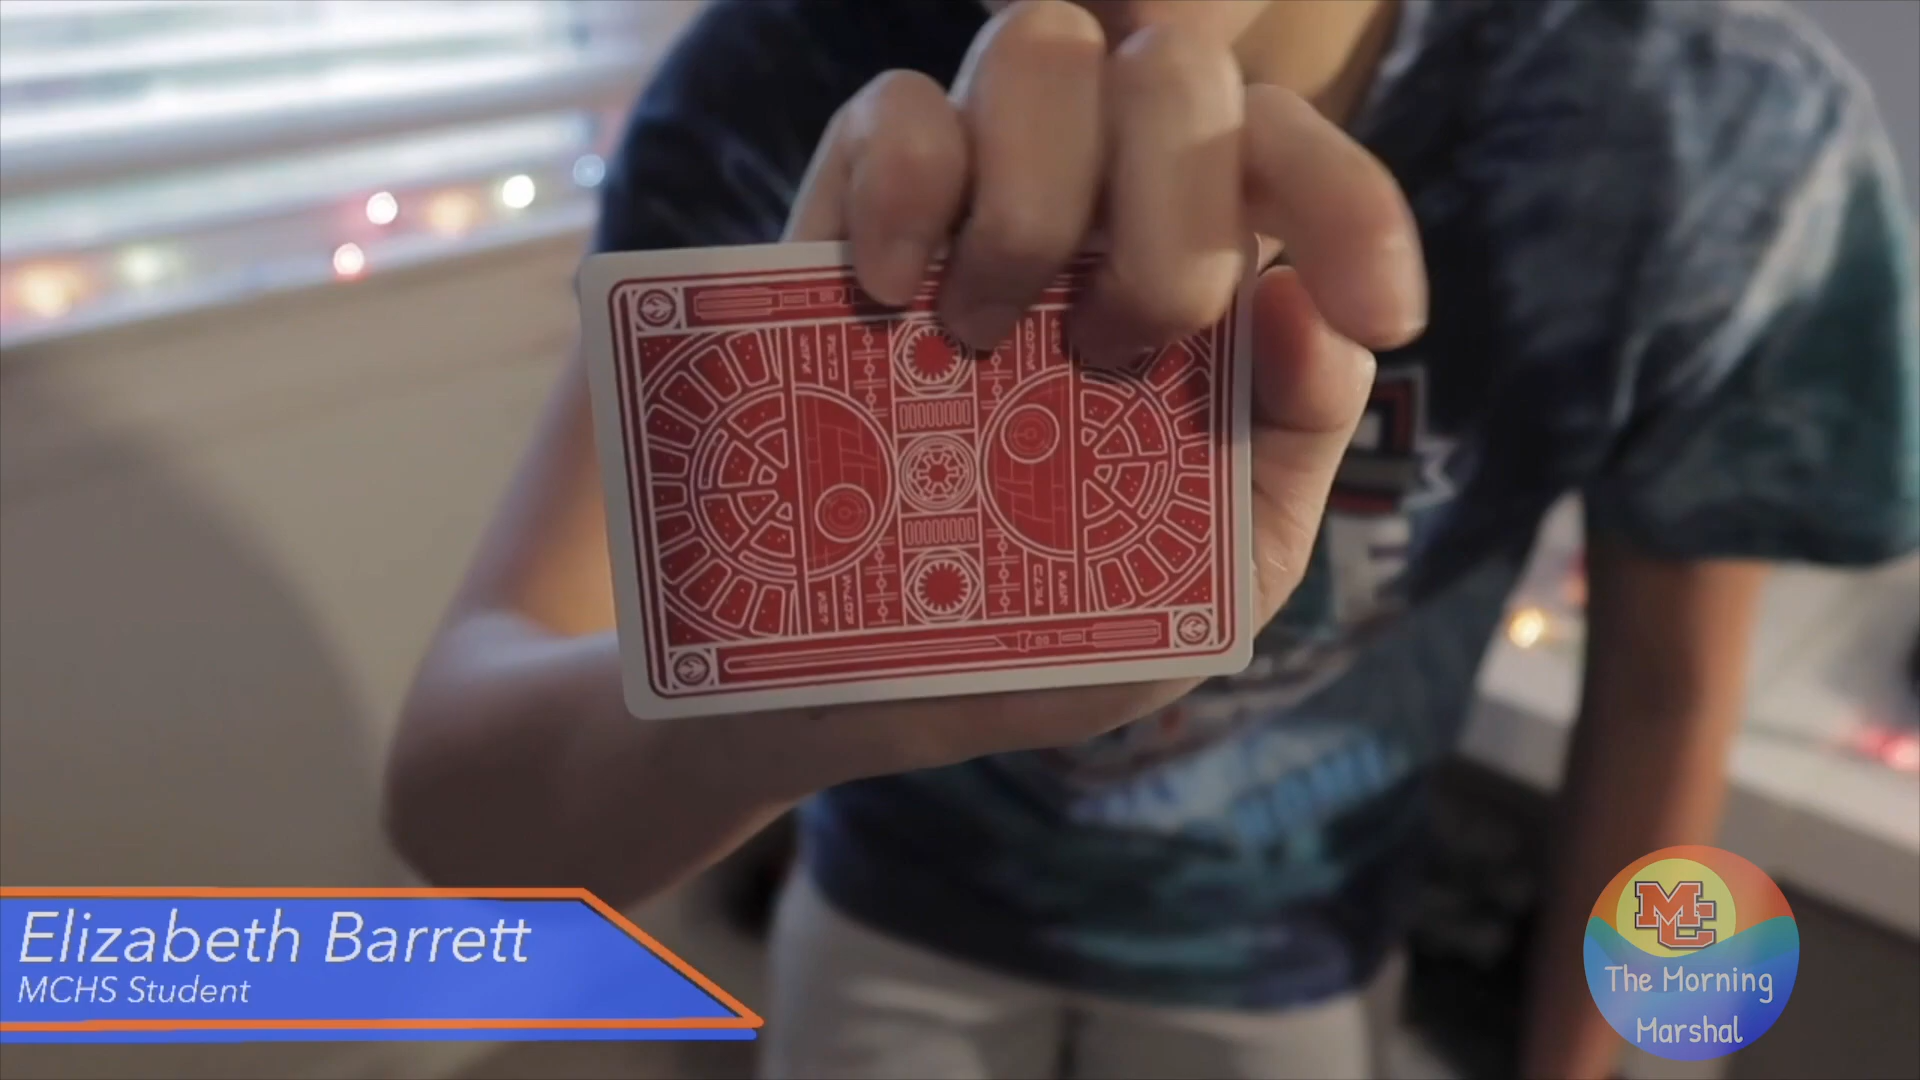 Elizabeth Barrett
MCHS Student
MC
The Morning
Marshal